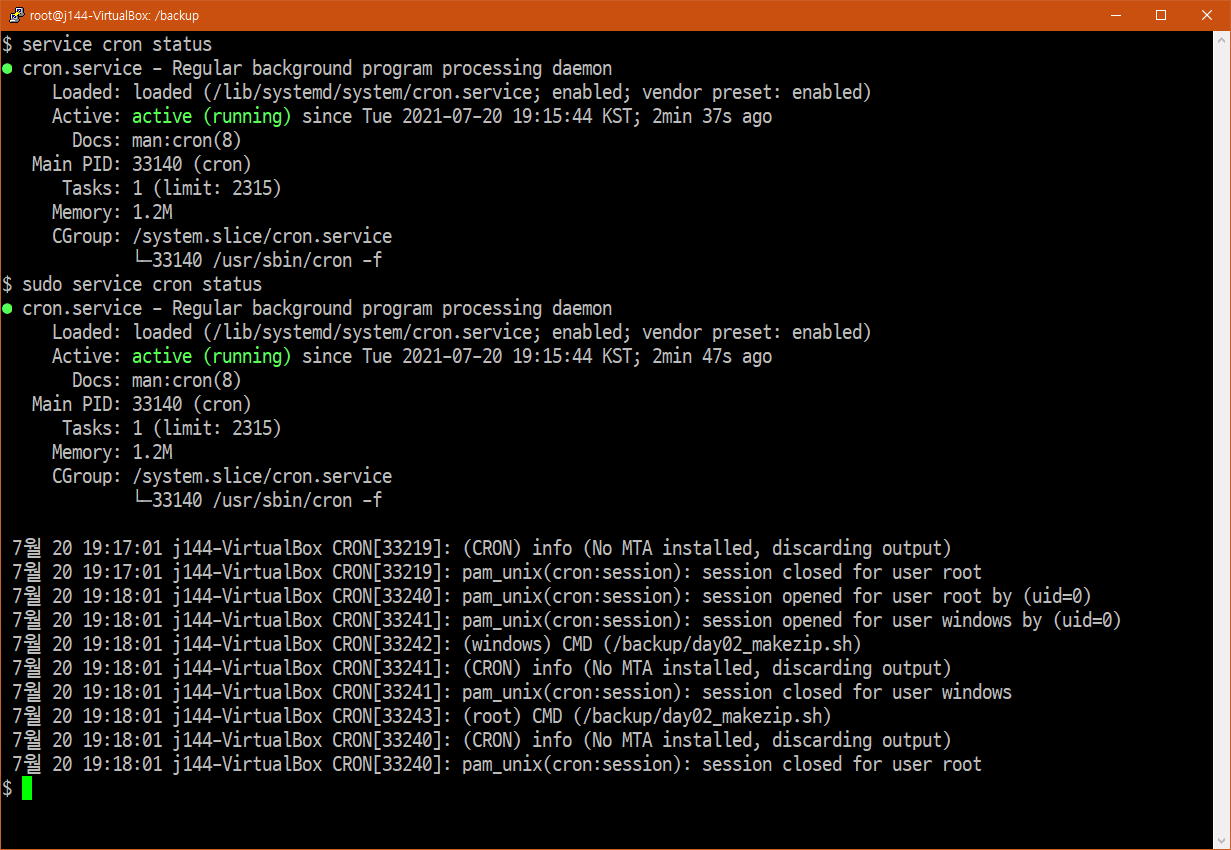 root@j144-VirtualBox: /backup
$ service cron status
● cron.service - Regular background program processing daemon
     Loaded: loaded (/lib/systemd/system/cron.service; enabled; vendor preset: enabled)
     Active: active (running) since Tue 2021-07-20 19:15:44 KST; 2min 37s ago
       Docs: man:cron(8)
   Main PID: 33140 (cron)
      Tasks: 1 (limit: 2315)
     Memory: 1.2M
     CGroup: /system.slice/cron.service
             └─33140 /usr/sbin/cron -f
$ sudo service cron status
● cron.service - Regular background program processing daemon
     Loaded: loaded (/lib/systemd/system/cron.service; enabled; vendor preset: enabled)
     Active: active (running) since Tue 2021-07-20 19:15:44 KST; 2min 47s ago
       Docs: man:cron(8)
   Main PID: 33140 (cron)
      Tasks: 1 (limit: 2315)
     Memory: 1.2M
     CGroup: /system.slice/cron.service
             └─33140 /usr/sbin/cron -f
 7월 20 19:17:01 j144-VirtualBox CRON[33219]: (CRON) info (No MTA installed, discarding output)
 7월 20 19:17:01 j144-VirtualBox CRON[33219]: pam_unix(cron:session): session closed for user root
 7월 20 19:18:01 j144-VirtualBox CRON[33240]: pam_unix(cron:session): session opened for user root by (uid=0)
 7월 20 19:18:01 j144-VirtualBox CRON[33241]: pam_unix(cron:session): session opened for user windows by (uid=0)
 7월 20 19:18:01 j144-VirtualBox CRON[33242]: (windows) CMD (/backup/day02_makezip.sh)
 7월 20 19:18:01 j144-VirtualBox CRON[33241]: (CRON) info (No MTA installed, discarding output)
 7월 20 19:18:01 j144-VirtualBox CRON[33241]: pam_unix(cron:session): session closed for user windows
 7월 20 19:18:01 j144-VirtualBox CRON[33243]: (root) CMD (/backup/day02_makezip.sh)
 7월 20 19:18:01 j144-VirtualBox CRON[33240]: (CRON) info (No MTA installed, discarding output)
 7월 20 19:18:01 j144-VirtualBox CRON[33240]: pam_unix(cron:session): session closed for user root
$